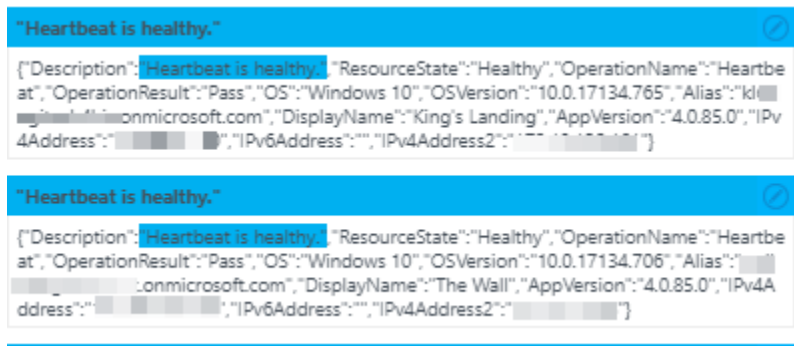 "Heartbeat is healthy."
{"Description":"Heartbeat is healthy.","ResourceState":"Healthy","OperationName":"Heartbe
at","OperationResult":"Pass","OS":"Windows 10","OSVersion":"10.0.17134.765","Alias":"
onmicrosoft.com","DisplayName":"King's Landing","AppVersion":"4.0.85.0","IPv
4Address":" ","IPv6Address":"","IPv4Address2":" "}
"Heartbeat is healthy."
{"Description":"Heartbeat is healthy.","ResourceState":"Healthy","OperationName":"Heartbe
at","OperationResult":"Pass","OS":"Windows 10","OSVersion":"10.0.17134.706","Alias":"
.onmicrosoft.com","DisplayName":"The Wall","AppVersion":"4.0.85.0","IPv4A
ddress":" ","IPv6Address":"","IPv4Address2":" "}